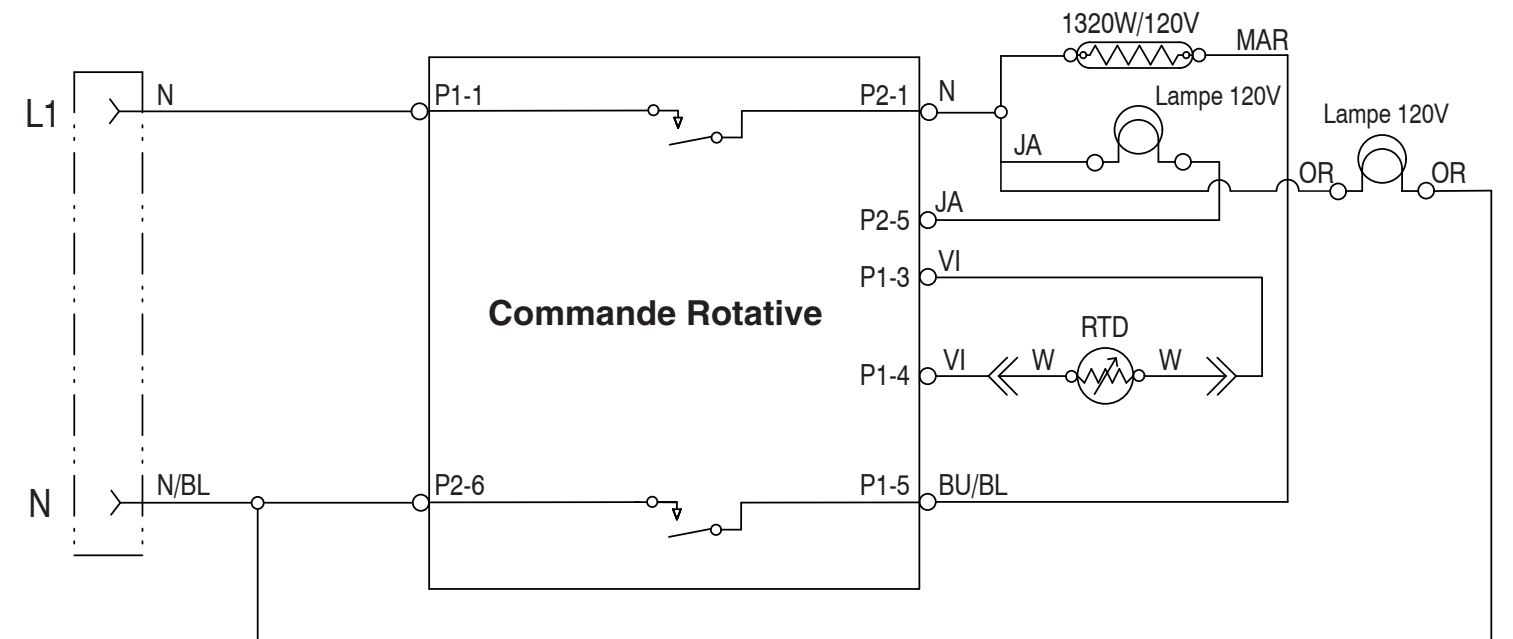 1320W/120V
MAR
L1
N
P1-1
P2-1
N
Lampe 120V
Lampe 120V
JA
OR
OR
P2-5
JA
P1-3
VI
Commande Rotative
RTD
P1-4
VI
W
W
N
N/BL
P2-6
P1-5
BU/BL